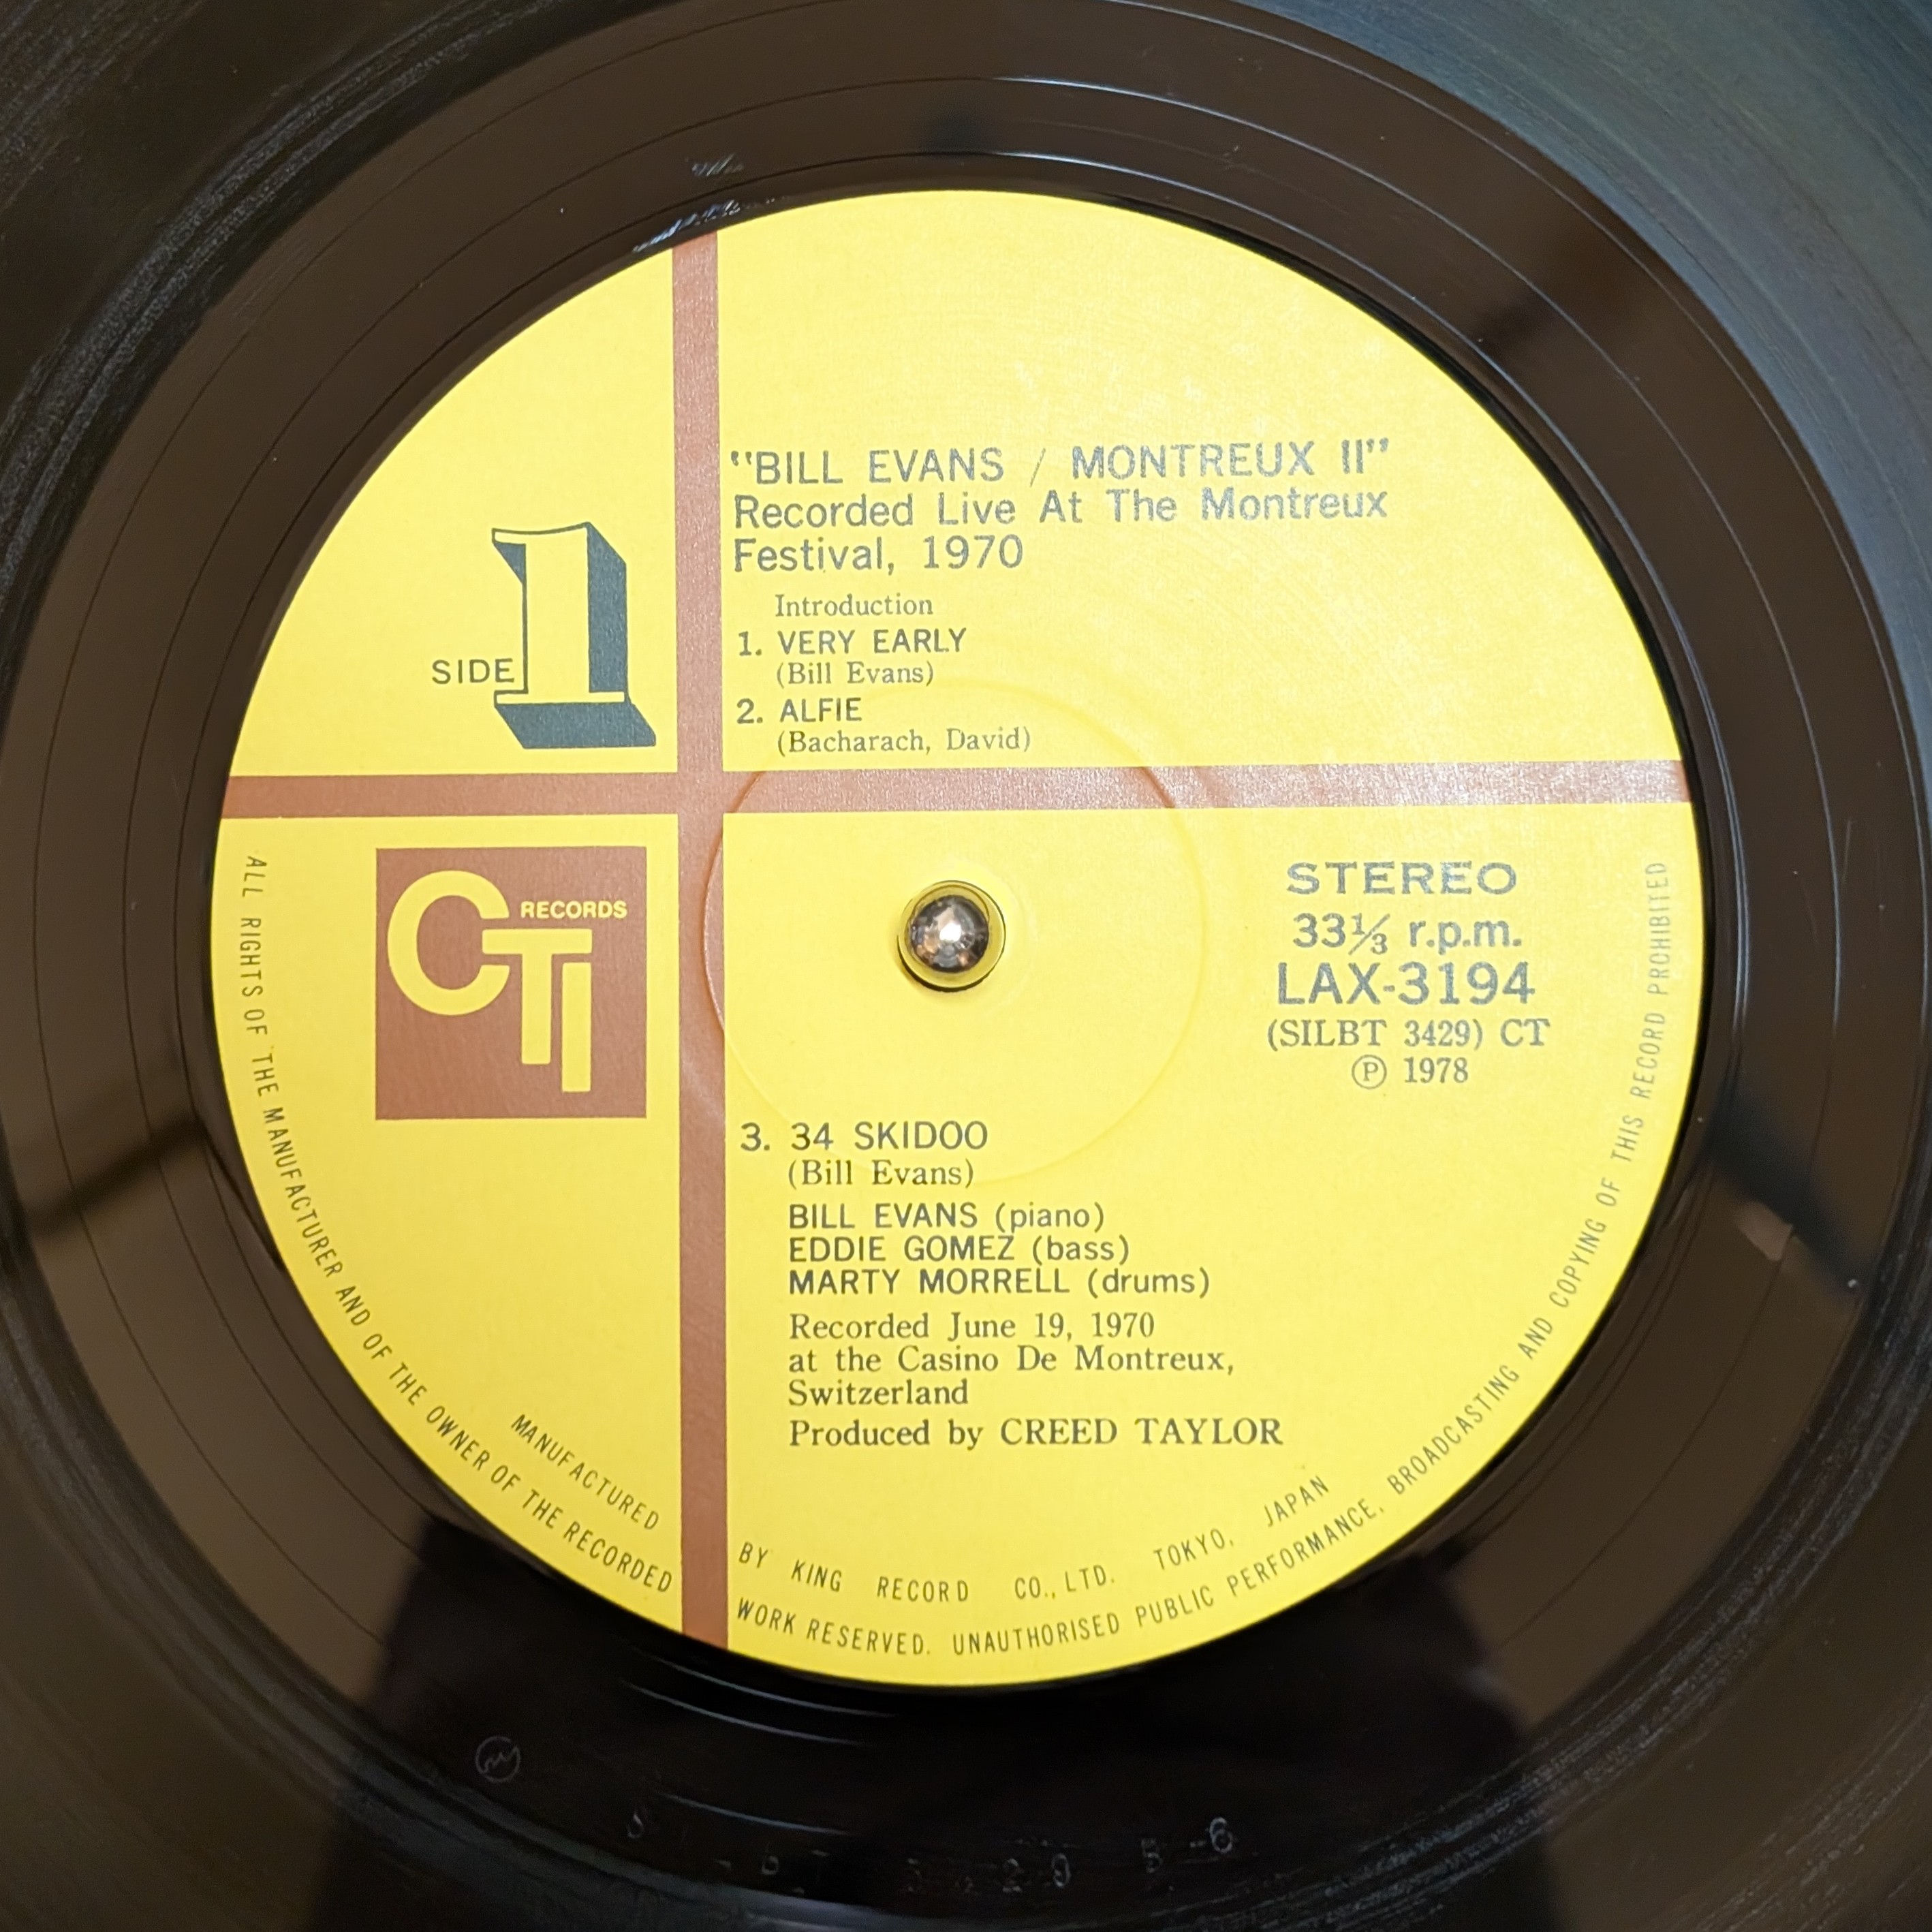 "BILL EVANS / MONTREUX II"
Recorded Live At The Montreux
Festival, 1970
Introduction
1. VERY EARLY
(Bill Evans)
2. ALFIE
(Bacharach, David)
SIDE 1
CTI RECORDS
STEREO
33⅓ r.p.m.
LAX-3194
(SILBT 3429) CT
Ⓟ 1978
3. 34 SKIDOO
(Bill Evans)
BILL EVANS (piano)
EDDIE GOMEZ (bass)
MARTY MORRELL (drums)
Recorded June 19, 1970
at the Casino De Montreux,
Switzerland
Produced by CREED TAYLOR
MANUFACTURED BY KING RECORD CO., LTD. TOKYO, JAPAN
ALL RIGHTS OF THE MANUFACTURER AND OF THE OWNER OF THE RECORDED WORK RESERVED. UNAUTHORISED PUBLIC PERFORMANCE, BROADCASTING AND COPYING OF THIS RECORD PROHIBITED